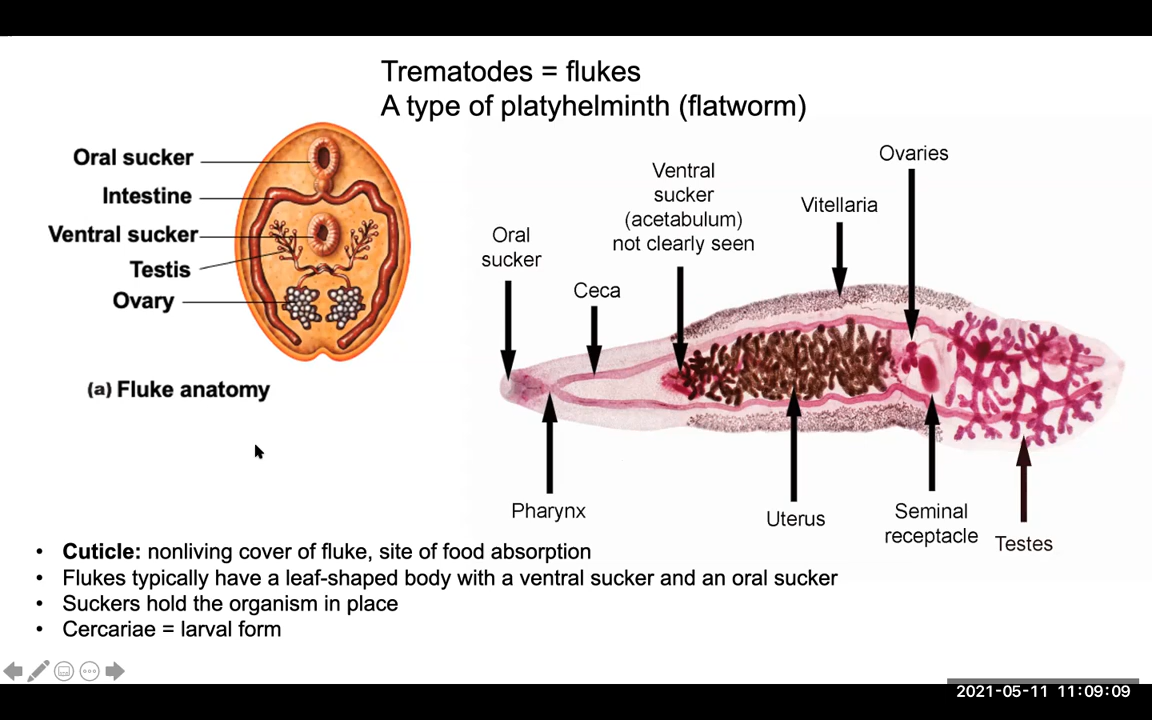 Trematodes = flukes
A type of platyhelminth (flatworm)
Oral sucker
Intestine
Ventral sucker
Testis
Ovary
(a) Fluke anatomy
Oral
sucker
Ceca
Ventral
sucker
(acetabulum)
not clearly seen
Vitellaria
Ovaries
Pharynx
Uterus
Seminal
receptacle
Testes
• Cuticle: nonliving cover of fluke, site of food absorption
• Flukes typically have a leaf-shaped body with a ventral sucker and an oral sucker
• Suckers hold the organism in place
• Cercariae = larval form
2021-05-11 11:09:09